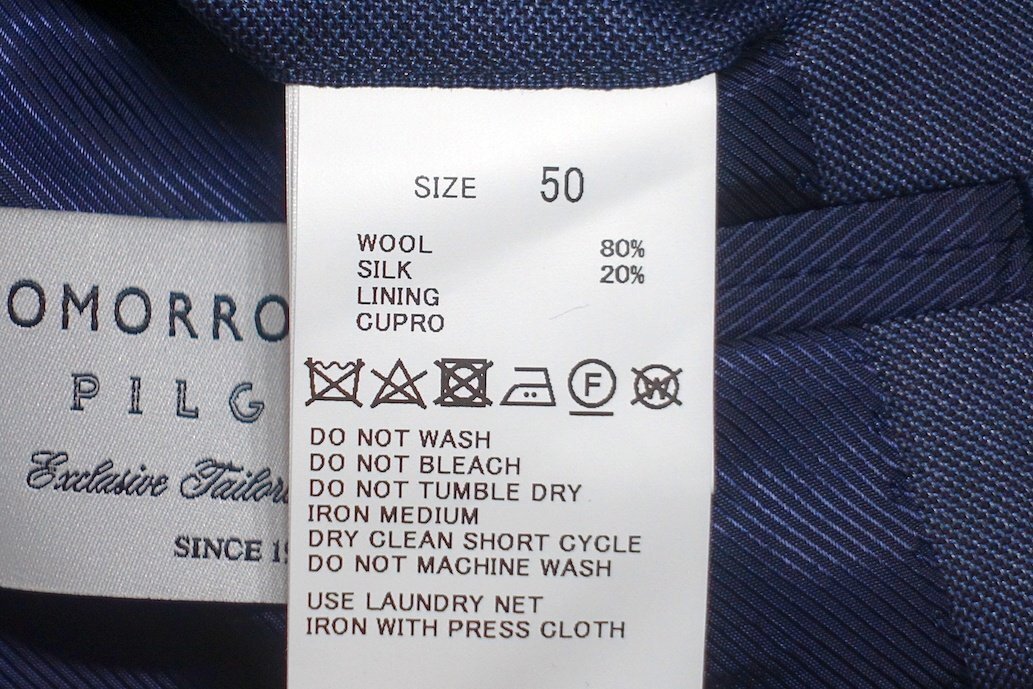 SIZE 50
WOOL 80%
SILK 20%
LINING
CUPRO
F W
DO NOT WASH
DO NOT BLEACH
DO NOT TUMBLE DRY
IRON MEDIUM
DRY CLEAN SHORT CYCLE
DO NOT MACHINE WASH
USE LAUNDRY NET
IRON WITH PRESS CLOTH
OMORRO
PILG
Exclusive Tailor
SINCE 1